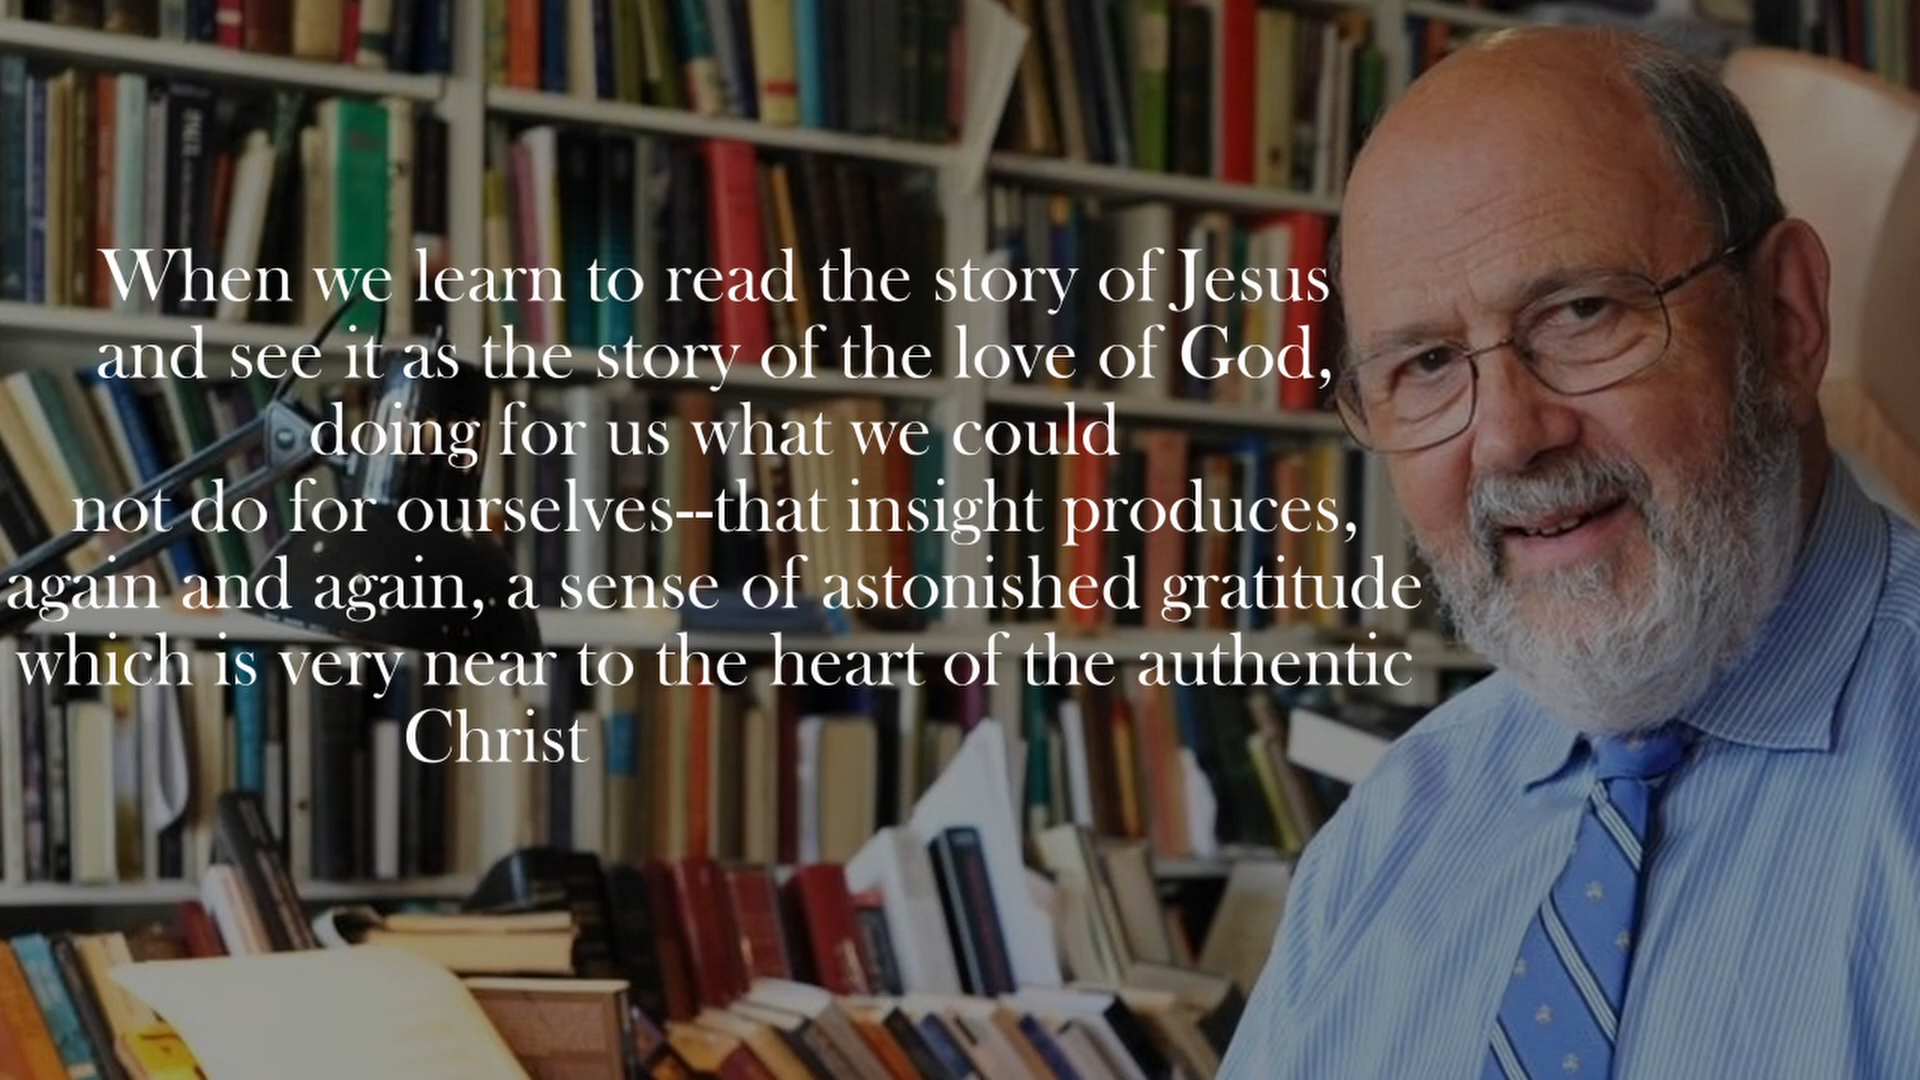 When we learn to read the story of Jesus
and see it as the story of the love of God,
doing for us what we could
not do for ourselves--that insight produces,
again and again, a sense of astonished gratitude
which is very near to the heart of the authentic
Christ